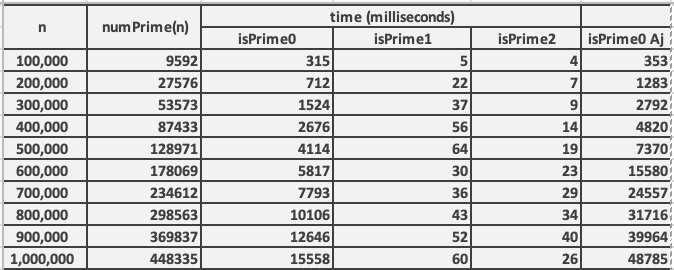 n numPrime(n) time (milliseconds)
isPrime0 isPrime1 isPrime2 isPrime0 Aj
100,000 9592 315 5 4 353
200,000 27576 712 22 7 1283
300,000 53573 1524 37 9 2792
400,000 87433 2676 56 14 4820
500,000 128971 4114 64 19 7370
600,000 178069 5817 30 23 15580
700,000 234612 7793 36 29 24557
800,000 298563 10106 43 34 31716
900,000 369837 12646 52 40 39964
1,000,000 448335 15558 60 26 48785